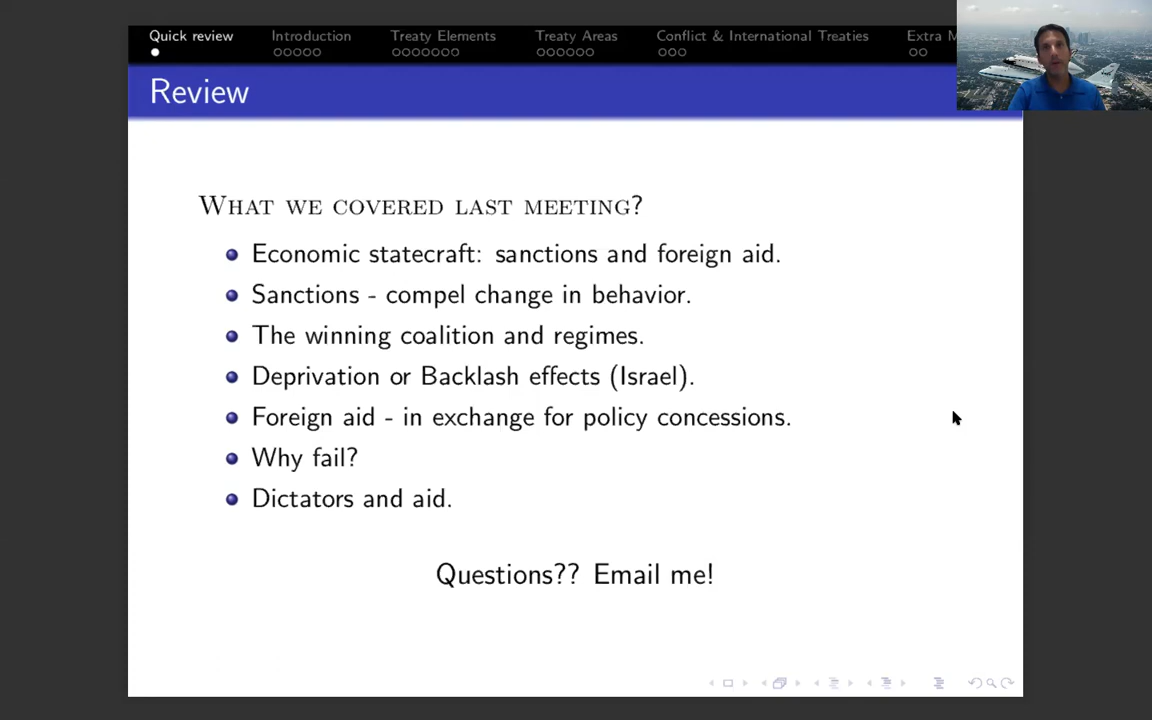 Quick review
Introduction
Treaty Elements
Treaty Areas
Conflict & International Treaties
Extra
Review
What we covered last meeting?
Economic statecraft: sanctions and foreign aid.
Sanctions - compel change in behavior.
The winning coalition and regimes.
Deprivation or Backlash effects (Israel).
Foreign aid - in exchange for policy concessions.
Why fail?
Dictators and aid.
Questions?? Email me!